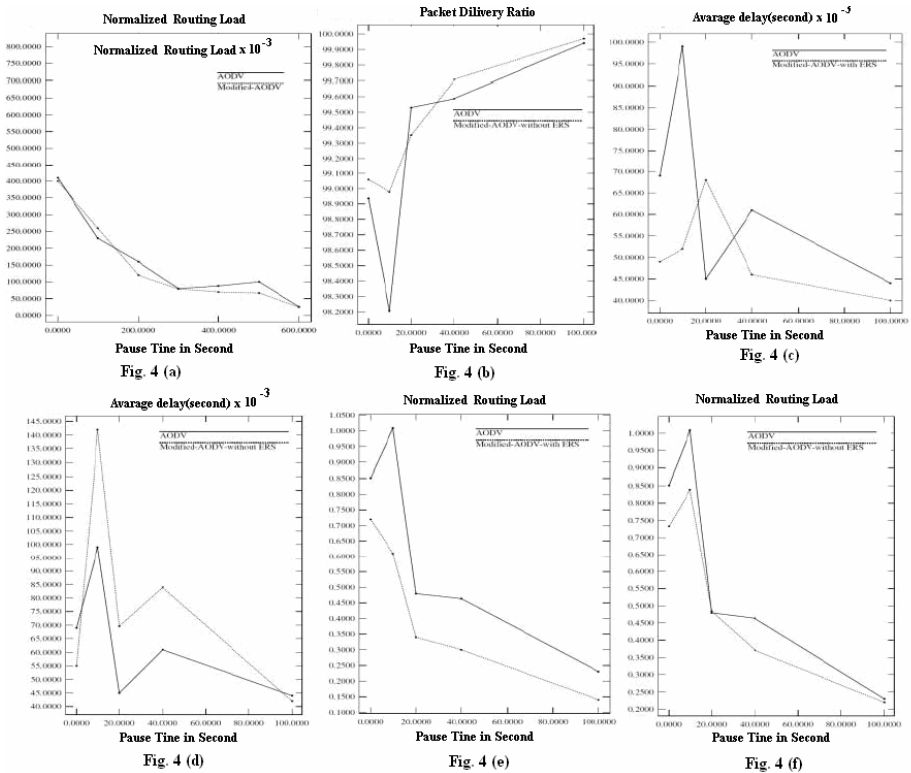 Normalized Routing Load
Normalized Routing Load x 10^-3
AODV
Modified-AODV
800.0000
750.0000
700.0000
650.0000
600.0000
550.0000
500.0000
450.0000
400.0000
350.0000
300.0000
250.0000
200.0000
150.0000
100.0000
50.0000
0.0000
0.0000 200.0000 400.0000 600.0000
Pause Tine in Second
Fig. 4 (a)
Packet Dilivery Ratio
AODV
Modified-AODV-without ERS
100.0000
99.9000
99.8000
99.7000
99.6000
99.5000
99.4000
99.3000
99.2000
99.1000
99.0000
98.9000
98.8000
98.7000
98.6000
98.5000
98.4000
98.3000
98.2000
0.0000 20.0000 40.0000 60.0000 80.0000 100.0000
Pause Tine in Second
Fig. 4 (b)
Avarage delay(second) x 10^-5
AODV
Modified-AODV-with ERS
100.0000
95.0000
90.0000
85.0000
80.0000
75.0000
70.0000
65.0000
60.0000
55.0000
50.0000
45.0000
40.0000
0.0000 20.0000 40.0000 60.0000 80.0000 100.0000
Pause Tine in Second
Fig. 4 (c)
Avarage delay(second) x 10^-3
AODV
Modified-AODV-without ERS
145.0000
140.0000
135.0000
130.0000
125.0000
120.0000
115.0000
110.0000
105.0000
100.0000
95.0000
90.0000
85.0000
80.0000
75.0000
70.0000
65.0000
60.0000
55.0000
50.0000
45.0000
40.0000
0.0000 20.0000 40.0000 60.0000 80.0000 100.0000
Pause Tine in Second
Fig. 4 (d)
Normalized Routing Load
AODV
Modified-AODV-with ERS
1.0500
1.0000
0.9500
0.9000
0.8500
0.8000
0.7500
0.7000
0.6500
0.6000
0.5500
0.5000
0.4500
0.4000
0.3500
0.3000
0.2500
0.2000
0.1500
0.1000
0.0000 20.0000 40.0000 60.0000 80.0000 100.0000
Pause Tine in Second
Fig. 4 (e)
Normalized Routing Load
AODV
Modified-AODV-without ERS
1.0000
0.9500
0.9000
0.8500
0.8000
0.7500
0.7000
0.6500
0.6000
0.5500
0.5000
0.4500
0.4000
0.3500
0.3000
0.2500
0.2000
0.0000 20.0000 40.0000 60.0000 80.0000 100.0000
Pause Tine in Second
Fig. 4 (f)